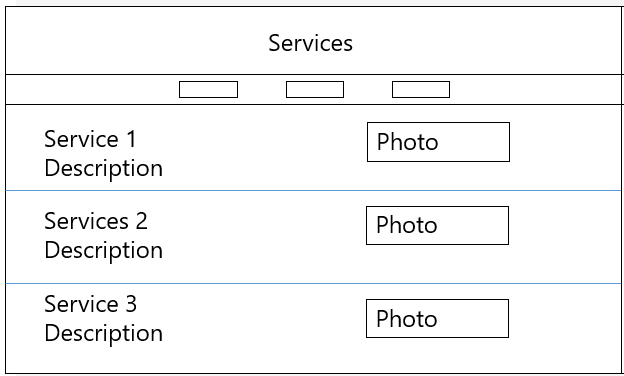 Services
Service 1
Description
Photo
Services 2
Description
Photo
Service 3
Description
Photo